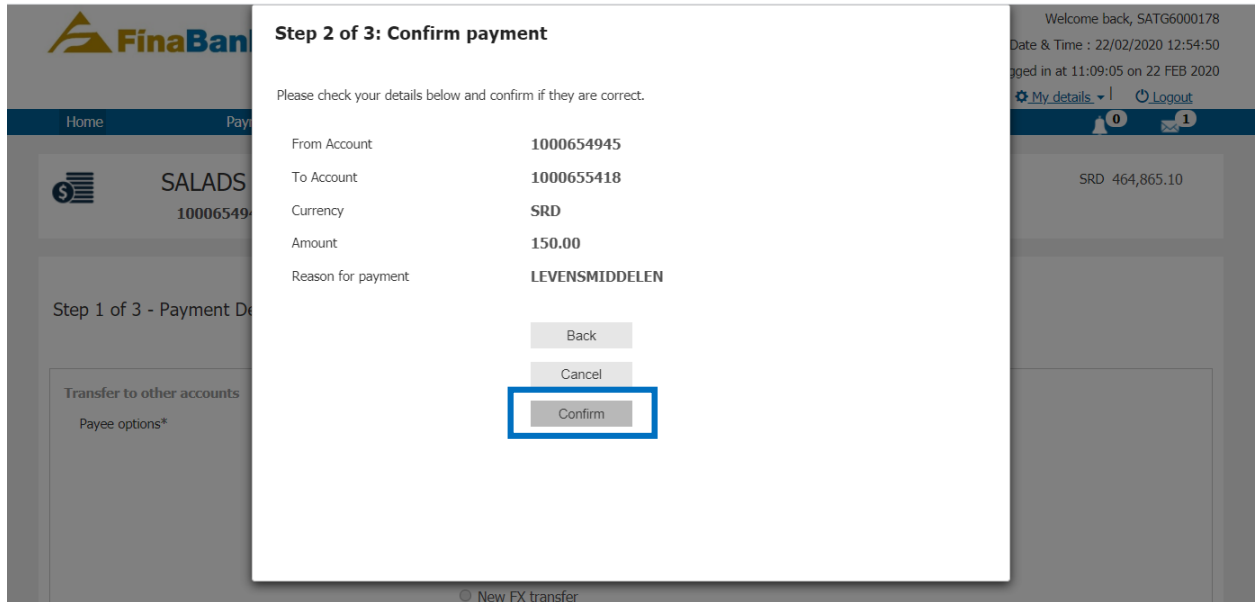 FinaBan
Welcome back, SATG6000178
Date & Time : 22/02/2020 12:54:50
gged in at 11:09:05 on 22 FEB 2020
My details
Logout
Home
Pay
0
1
SALADS
SRD 464,865.10
100065494
Step 1 of 3 - Payment De
Transfer to other accounts
Payee options*
New FX transfer
Step 2 of 3: Confirm payment
Please check your details below and confirm if they are correct.
From Account 1000654945
To Account 1000655418
Currency SRD
Amount 150.00
Reason for payment LEVENSMIDDELEN
Back
Cancel
Confirm